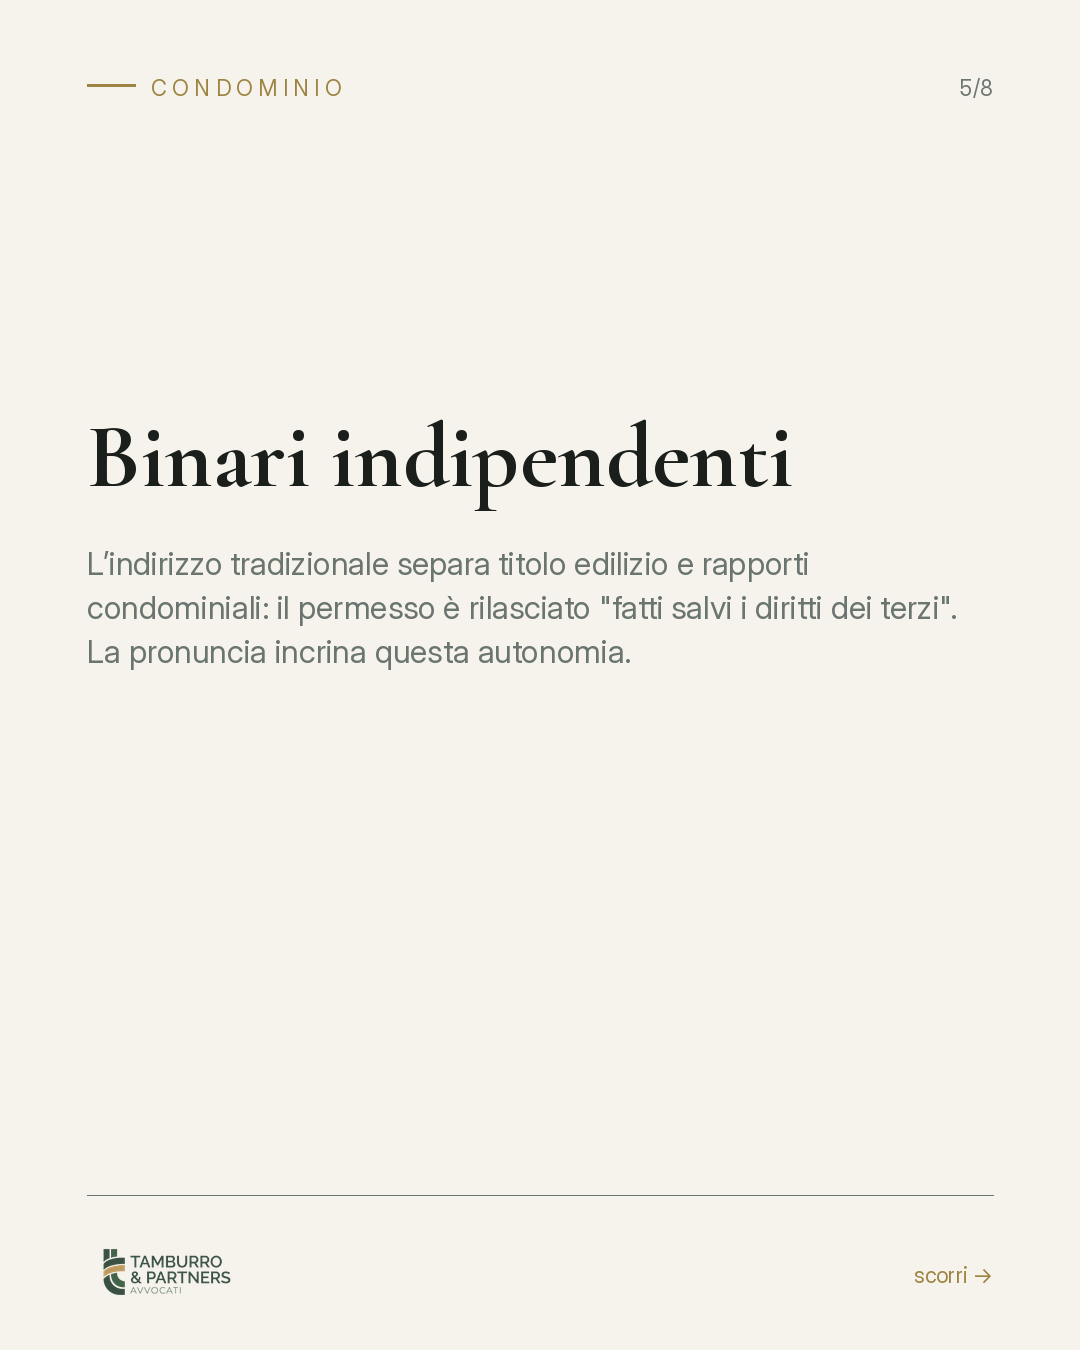 CONDOMINIO
5/8
Binari indipendenti
L’indirizzo tradizionale separa titolo edilizio e rapporti
condominiali: il permesso è rilasciato "fatti salvi i diritti dei terzi".
La pronuncia incrina questa autonomia.
TAMBURRO
& PARTNERS
AVVOCATI
scorri →